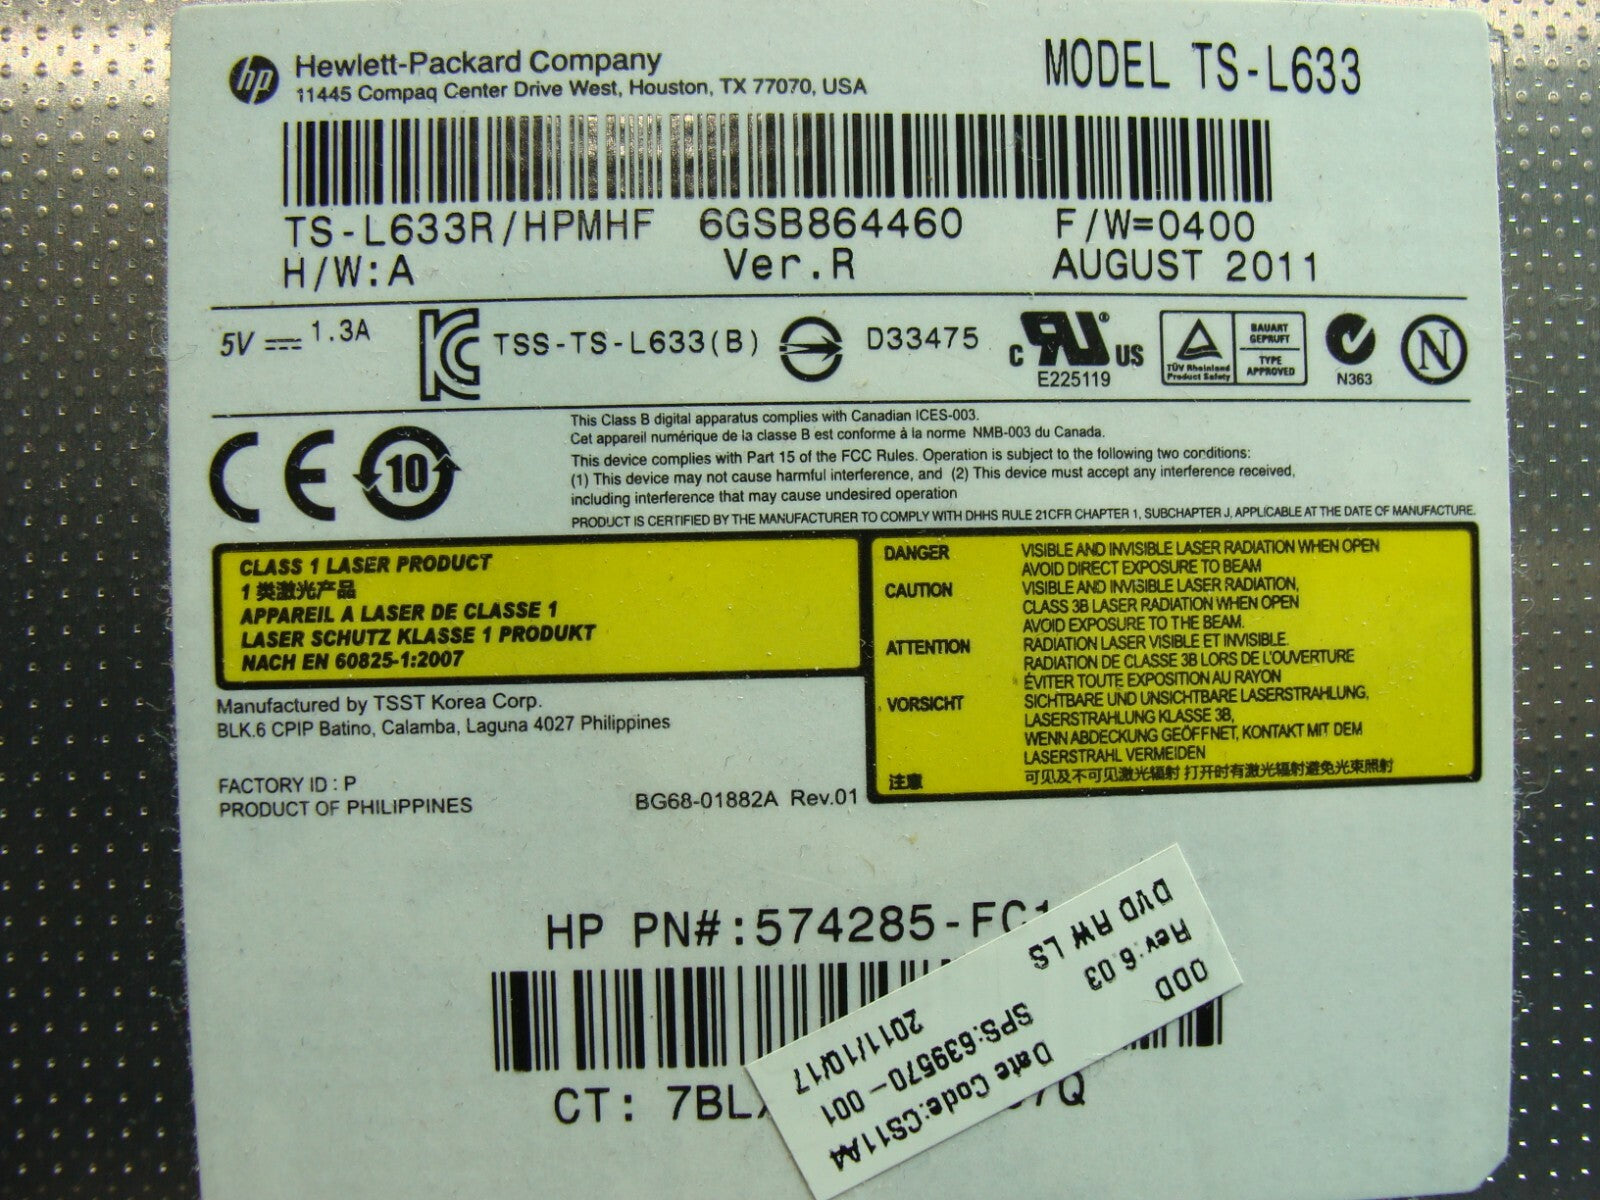 hp Hewlett-Packard Company
11445 Compaq Center Drive West, Houston, TX 77070, USA
MODEL TS-L633
TS-L633R/HPMHF 6GSB864460 F/W=0400
H/W:A Ver.R AUGUST 2011
5V 1.3A TSS-TS-L633(B) D33475
c RU US
E225119
TÜV Rheinland
Product Safety
BAUART
GEPRÜFT
TYPE
APPROVED
N363
N
CE 10
This Class B digital apparatus complies with Canadian ICES-003.
Cet appareil numérique de la classe B est conforme à la norme NMB-003 du Canada.
This device complies with Part 15 of the FCC Rules. Operation is subject to the following two conditions:
(1) This device may not cause harmful interference, and (2) This device must accept any interference received,
including interference that may cause undesired operation
PRODUCT IS CERTIFIED BY THE MANUFACTURER TO COMPLY WITH DHHS RULE 21CFR CHAPTER 1, SUBCHAPTER J, APPLICABLE AT THE DATE OF MANUFACTURE.
CLASS 1 LASER PRODUCT
1 类激光产品
APPAREIL A LASER DE CLASSE 1
LASER SCHUTZ KLASSE 1 PRODUKT
NACH EN 60825-1:2007
DANGER VISIBLE AND INVISIBLE LASER RADIATION WHEN OPEN
AVOID DIRECT EXPOSURE TO BEAM
CAUTION VISIBLE AND INVISIBLE LASER RADIATION,
CLASS 3B LASER RADIATION WHEN OPEN
AVOID EXPOSURE TO THE BEAM.
ATTENTION RADIATION LASER VISIBLE ET INVISIBLE.
RADIATION DE CLASSE 3B LORS DE L'OUVERTURE
ÉVITER TOUTE EXPOSITION AU RAYON
VORSICHT SICHTBARE UND UNSICHTBARE LASERSTRAHLUNG,
LASERSTRAHLUNG KLASSE 3B,
WENN ABDECKUNG GEÖFFNET, KONTAKT MIT DEM
LASERSTRAHL VERMEIDEN
注意 可见及不可见激光辐射 打开时有激光辐射避免光束照射
Manufactured by TSST Korea Corp.
BLK.6 CPIP Batino, Calamba, Laguna 4027 Philippines
FACTORY ID : P
PRODUCT OF PHILIPPINES
BG68-01882A Rev.01
HP PN#:574285-FC1
CT: 7BL
7Q
ODD Date Code:CS11AA
Rev:6.03 SPS:639570-001
DVD RW LS 2011/10/17